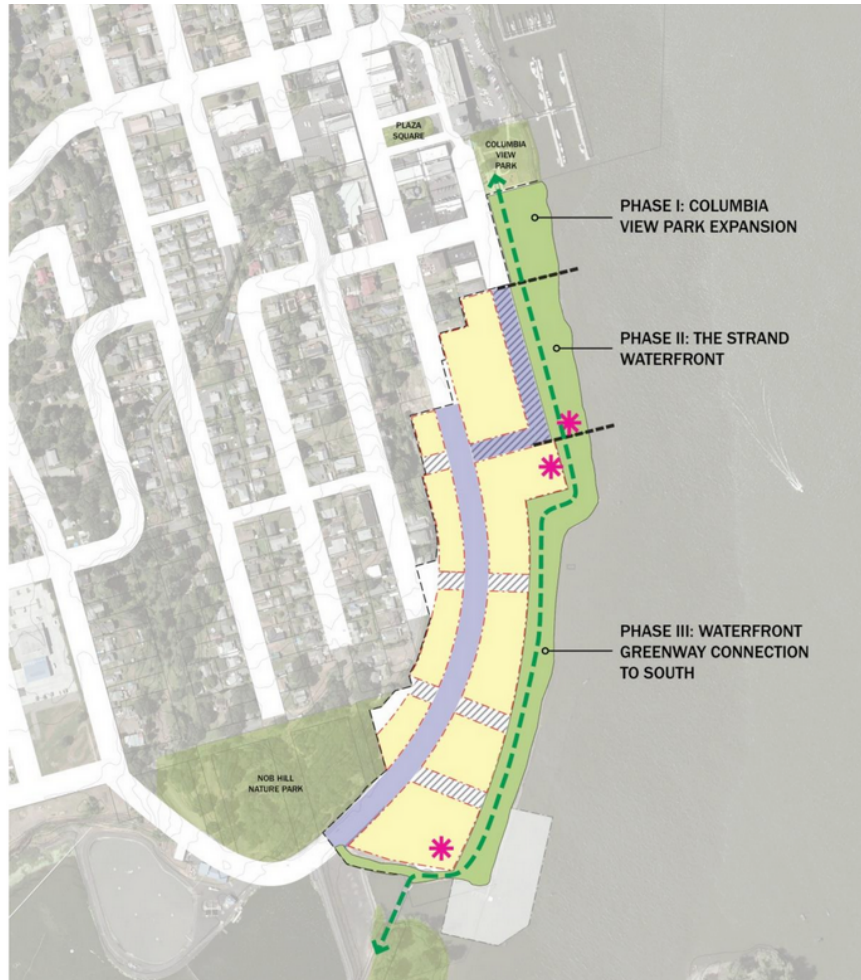 PLAZA
SQUARE
COLUMBIA
VIEW
PARK
PHASE I: COLUMBIA
VIEW PARK EXPANSION
PHASE II: THE STRAND
WATERFRONT
PHASE III: WATERFRONT
GREENWAY CONNECTION
TO SOUTH
NOB HILL
NATURE PARK